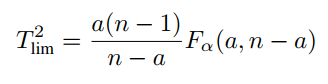 T²_lim = a(n − 1) / (n − a) F_α(a, n − a)